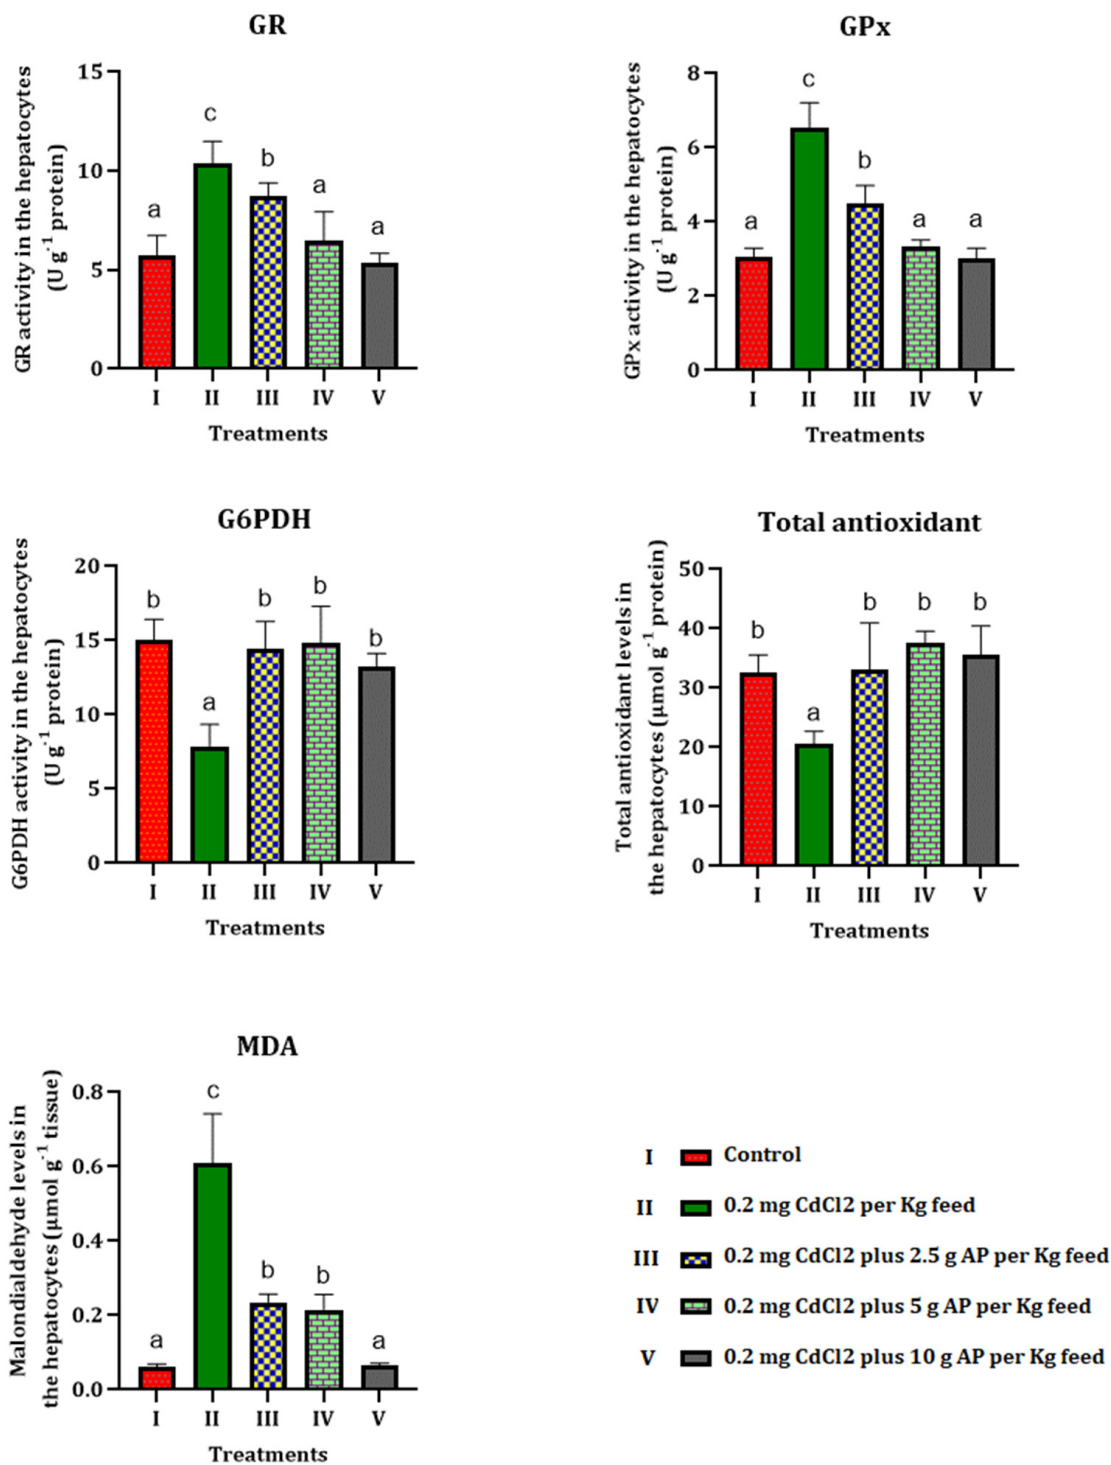 GR
GR activity in the hepatocytes
(U g⁻¹ protein)
15
10
5
0
a
c
b
a
a
I II III IV V
Treatments
GPx
GPx activity in the hepatocytes
(U g⁻¹ protein)
8
6
4
2
0
a
c
b
a
a
I II III IV V
Treatments
G6PDH
G6PDH activity in the hepatocytes
(U g⁻¹ protein)
20
15
10
5
0
b
a
b
b
b
I II III IV V
Treatments
Total antioxidant
Total antioxidant levels in
the hepatocytes (μmol g⁻¹ protein)
50
40
30
20
10
0
b
a
b
b
b
I II III IV V
Treatments
MDA
Malondialdehyde levels in
the hepatocytes (μmol g⁻¹ tissue)
0.8
0.6
0.4
0.2
0.0
a
c
b
b
a
I II III IV V
Treatments
I Control
II 0.2 mg CdCl2 per Kg feed
III 0.2 mg CdCl2 plus 2.5 g AP per Kg feed
IV 0.2 mg CdCl2 plus 5 g AP per Kg feed
V 0.2 mg CdCl2 plus 10 g AP per Kg feed